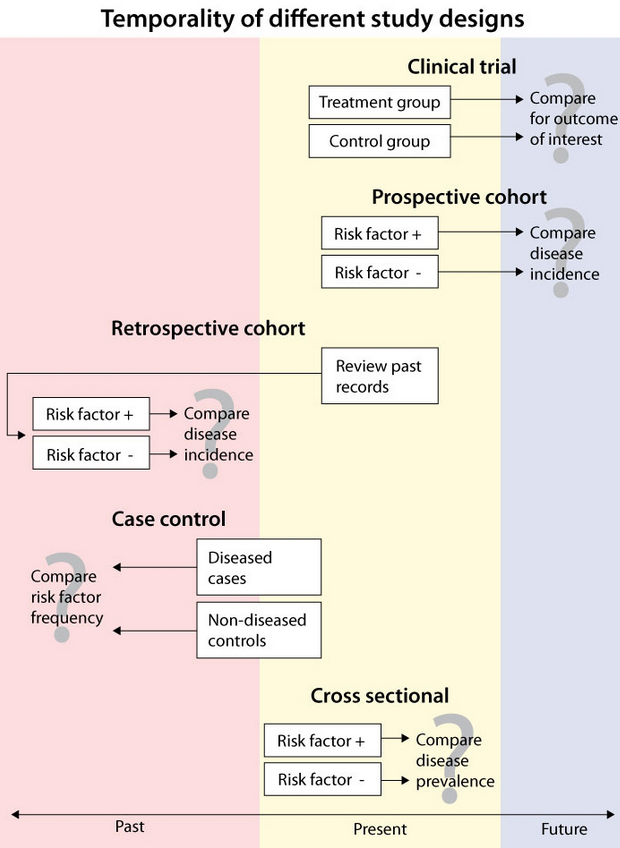 Temporality of different study designs
Clinical trial
Treatment group
Control group
Compare
for outcome
of interest
?
Prospective cohort
Risk factor +
Risk factor -
Compare
disease
incidence
?
Retrospective cohort
Review past
records
Risk factor +
Risk factor -
Compare
disease
incidence
?
Case control
Diseased
cases
Non-diseased
controls
Compare
risk factor
frequency
?
Cross sectional
Risk factor +
Risk factor -
Compare
disease
prevalence
?
Past
Present
Future